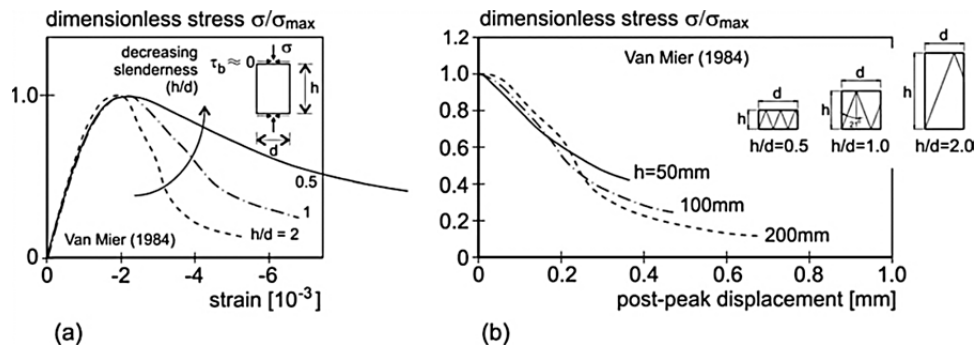 dimensionless stress σ/σmax
decreasing
slenderness
(h/d)
τb ≈ 0
σ
h
d
1.0
0.5
1
h/d = 2
Van Mier (1984)
0
0
-2
-4
-6
strain [10-3)
(a)
dimensionless stress σ/σmax
1.2
Van Mier (1984)
1.0
0.8
0.6
0.4
0.2
0
h=50mm
100mm
200mm
d
h
h/d=0.5
d
h
h/d=1.0
d
h
h/d=2.0
0
0.2
0.4
0.6
0.8
1.0
post-peak displacement [mm]
(b)